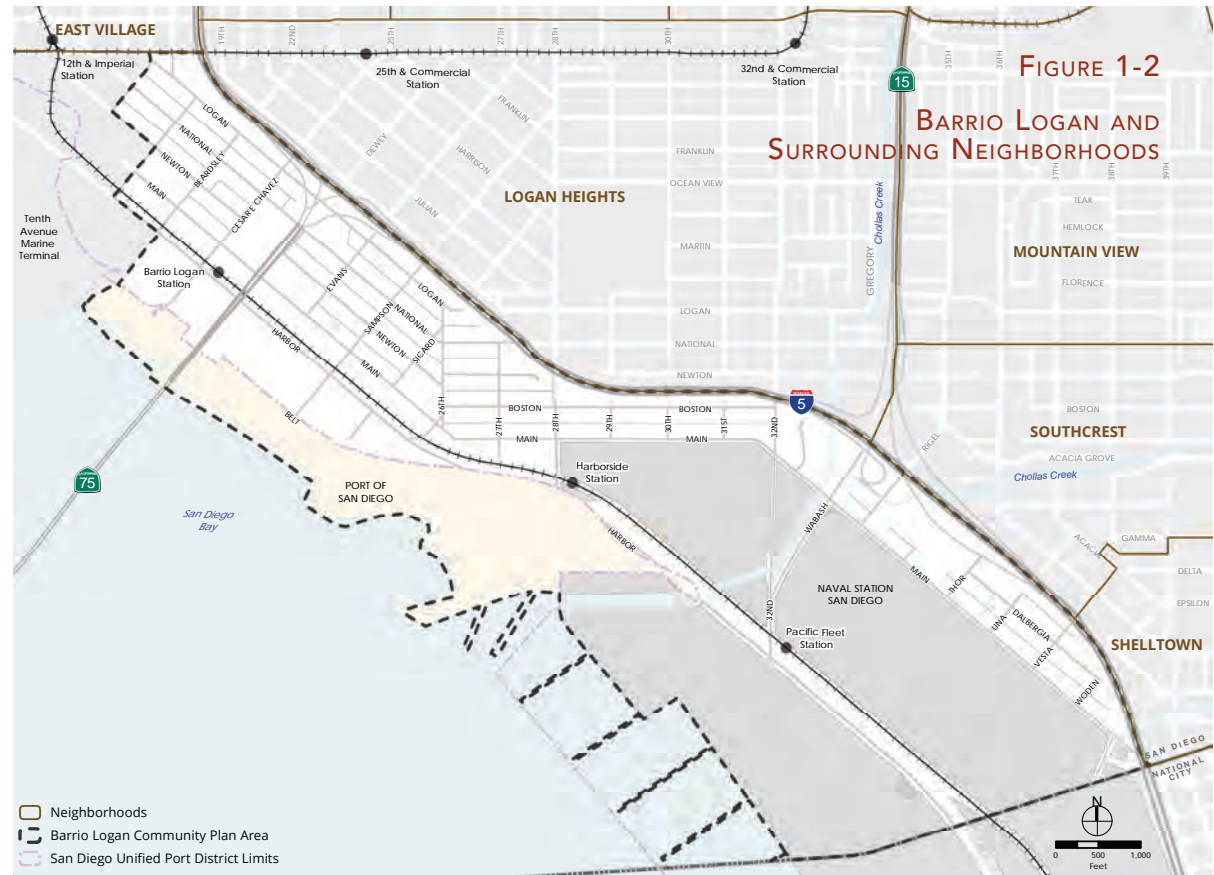 FIGURE 1-2
BARRIO LOGAN AND
SURROUNDING NEIGHBORHOODS
EAST VILLAGE
19TH
22ND
25TH
27TH
28TH
30TH
35TH
36TH
12th & Imperial
Station
25th & Commercial
Station
32nd & Commercial
Station
CALIFORNIA
15
LOGAN
NATIONAL
NEWTON
BEARDSLEY
MAIN
CESAR E CHAVEZ
DEWEY
FRANKLIN
HARRISON
JULIAN
LOGAN HEIGHTS
FRANKLIN
OCEAN VIEW
MARTIN
LOGAN
NATIONAL
NEWTON
GREGORY
Chollas Creek
37TH
38TH
39TH
TEAK
HEMLOCK
MOUNTAIN VIEW
FLORENCE
Tenth
Avenue
Marine
Terminal
Barrio Logan
Station
EVANS
LOGAN
SAMPSON
NATIONAL
NEWTON
SICARD
HARBOR
MAIN
BELT
26TH
27TH
28TH
29TH
30TH
31ST
32ND
BOSTON
BOSTON
MAIN
MAIN
5
BOSTON
SOUTHCREST
RIGEL
ACACIA GROVE
Chollas Creek
CALIFORNIA
75
San Diego
Bay
PORT OF
SAN DIEGO
Harborside
Station
HARBOR
WABASH
32ND
NAVAL STATION
SAN DIEGO
Pacific Fleet
Station
MAIN
THOR
UNA
DALBERGIA
VESTA
WODEN
ACACIA
GAMMA
DELTA
EPSILON
SHELLTOWN
SAN DIEGO
NATIONAL
CITY
Neighborhoods
Barrio Logan Community Plan Area
San Diego Unified Port District Limits
N
0 500 1,000
Feet